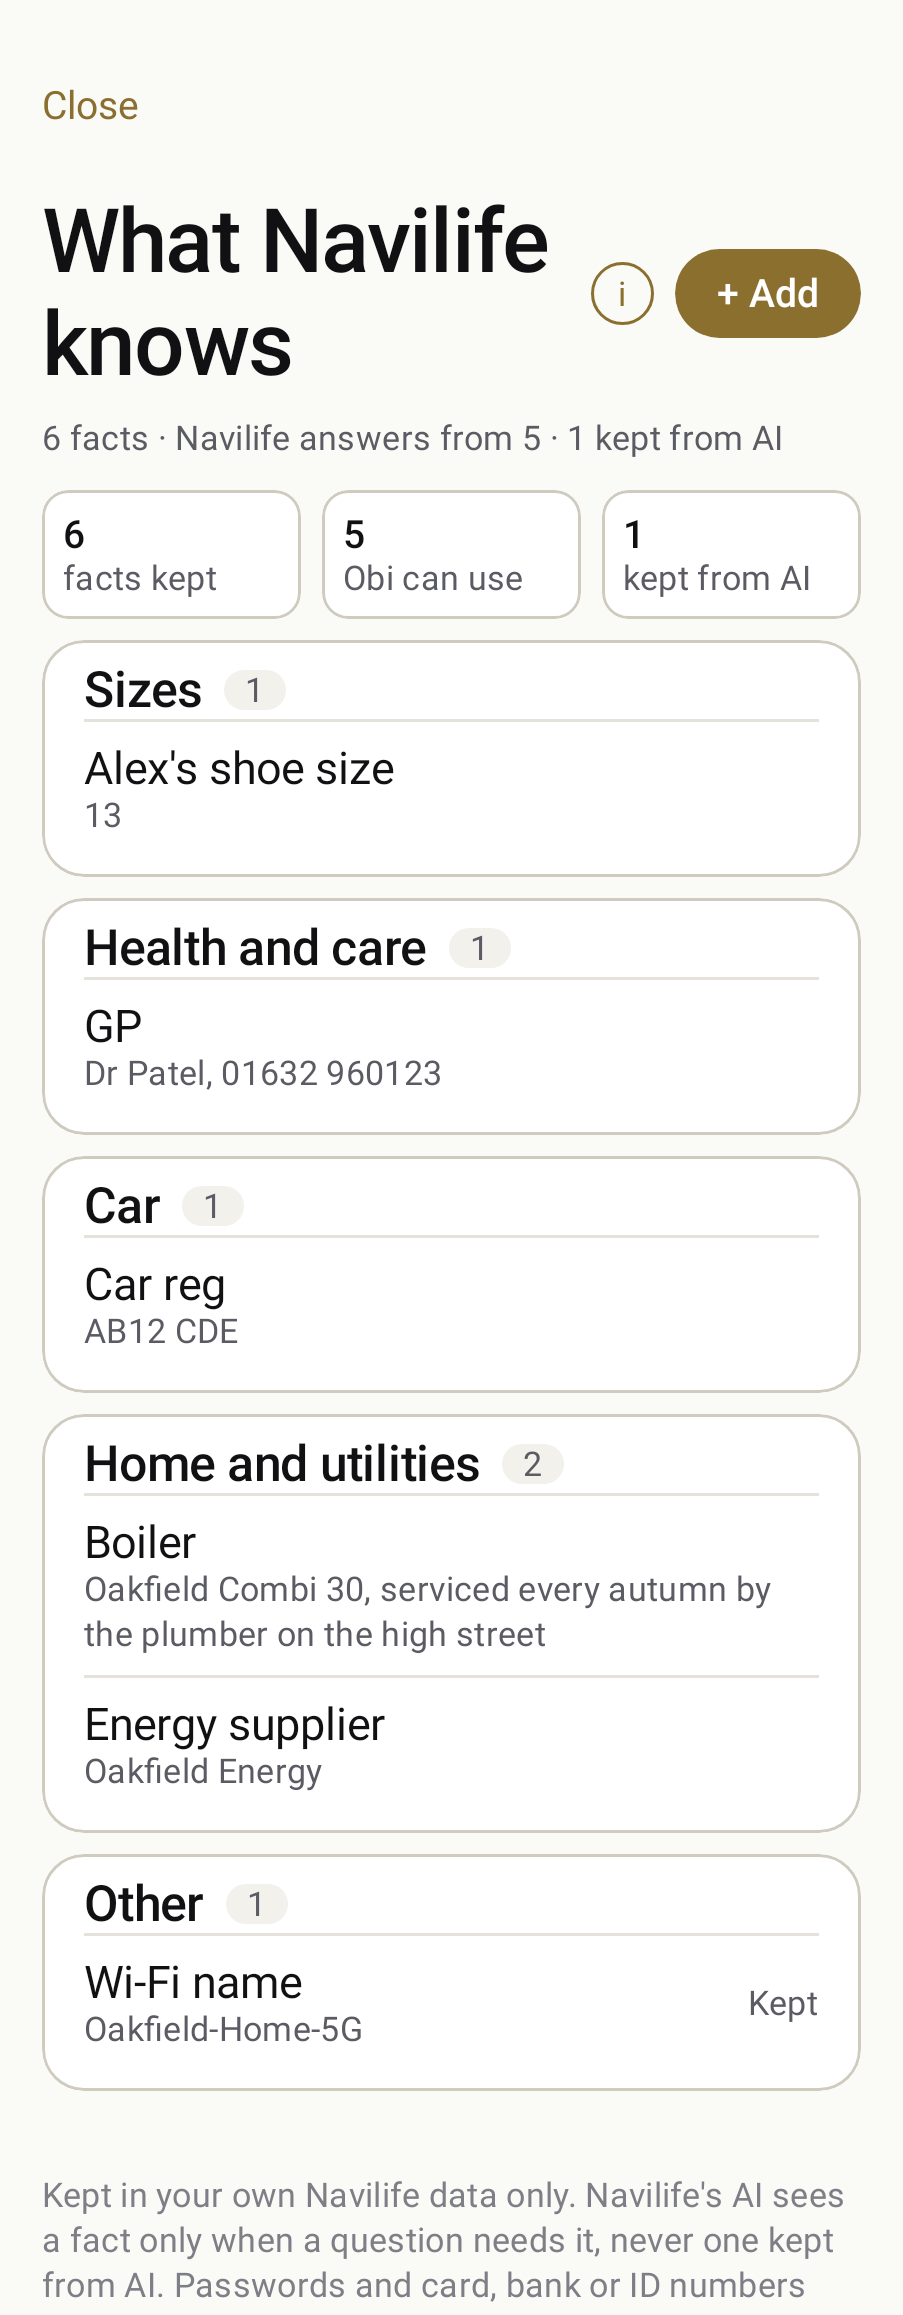 Close
What Navilife
knows
i
+ Add
6 facts · Navilife answers from 5 · 1 kept from AI
6
facts kept
5
Obi can use
1
kept from AI
Sizes 1
Alex's shoe size
13
Health and care 1
GP
Dr Patel, 01632 960123
Car 1
Car reg
AB12 CDE
Home and utilities 2
Boiler
Oakfield Combi 30, serviced every autumn by
the plumber on the high street
Energy supplier
Oakfield Energy
Other 1
Wi-Fi name
Oakfield-Home-5G
Kept
Kept in your own Navilife data only. Navilife's AI sees
a fact only when a question needs it, never one kept
from AI. Passwords and card, bank or ID numbers